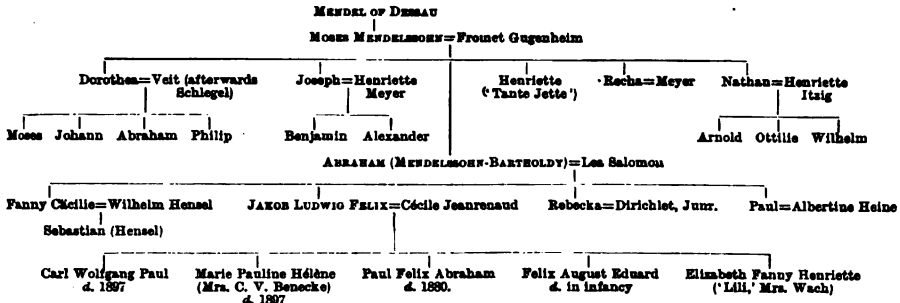 MENDEL OF DESSAU
MOSES MENDELSSOHN=Fromet Gugenheim
Dorothea=Veit (afterwards Schlegel)
Joseph=Henriette Meyer
Henriette ('Tante Jette')
Recha=Meyer
Nathan=Henriette Itzig
Moses Johann Abraham Philip
Benjamin Alexander
Arnold Ottilie Wilhelm
ABRAHAM (MENDELSSOHN-BARTHOLDY)=Lea Salomon
Fanny Cäcilie=Wilhelm Hensel
JAKOB LUDWIG FELIX=Cécile Jeanrenaud
Rebecka=Dirichlet, Junr.
Paul=Albertine Heine
Sebastian (Hensel)
Carl Wolfgang Paul
d. 1897
Marie Pauline Hélène
(Mrs. C. V. Benecke)
d. 1897
Paul Felix Abraham
d. 1880.
Felix August Eduard
d. in infancy
Elizabeth Fanny Henriette
('Lili,' Mrs. Wach)